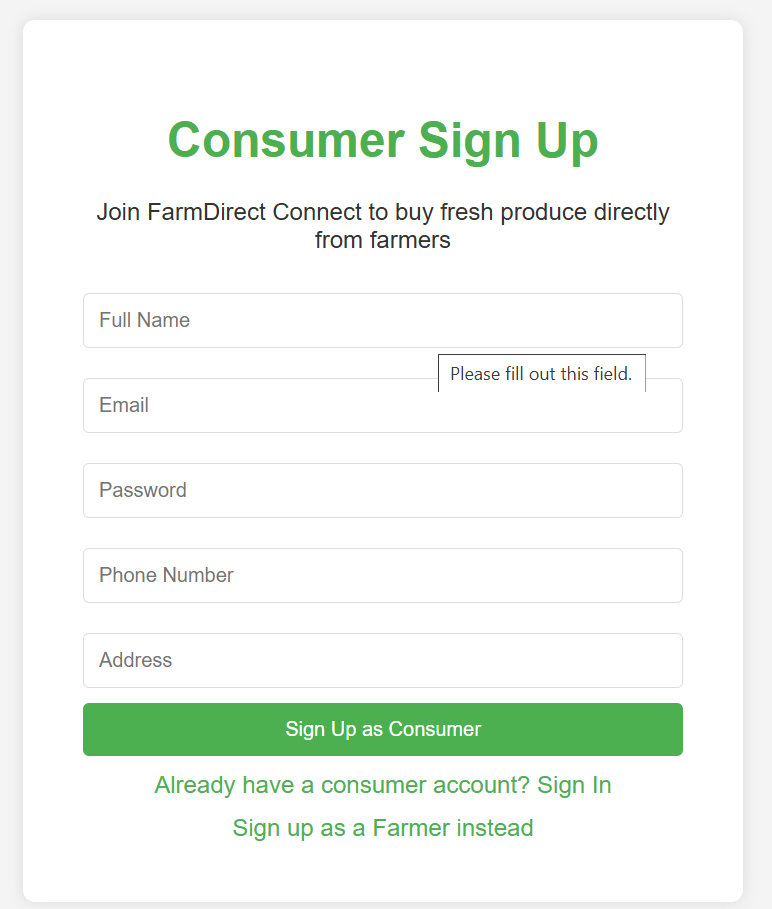 Consumer Sign Up
Join FarmDirect Connect to buy fresh produce directly
from farmers
Full Name
Please fill out this field.
Email
Password
Phone Number
Address
Sign Up as Consumer
Already have a consumer account? Sign In
Sign up as a Farmer instead